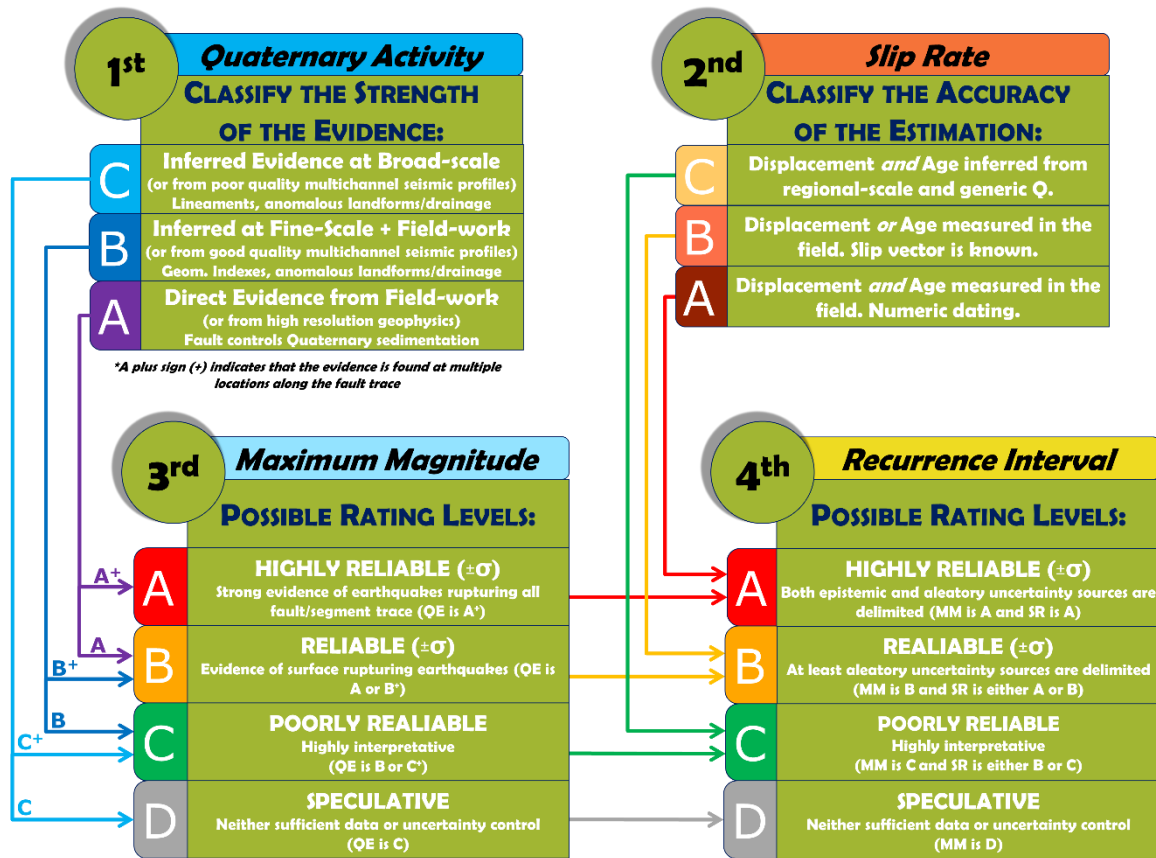 1st
Quaternary Activity
CLASSIFY THE STRENGTH
OF THE EVIDENCE:
C
Inferred Evidence at Broad-scale
(or from poor quality multichannel seismic profiles)
Lineaments, anomalous landforms/drainage
B
Inferred at Fine-Scale + Field-work
(or from good quality multichannel seismic profiles)
Geom. Indexes, anomalous landforms/drainage
A
Direct Evidence from Field-work
(or from high resolution geophysics)
Fault controls Quaternary sedimentation
*A plus sign (+) indicates that the evidence is found at multiple
locations along the fault trace
2nd
Slip Rate
CLASSIFY THE ACCURACY
OF THE ESTIMATION:
C
Displacement and Age inferred from
regional-scale and generic Q.
B
Displacement or Age measured in the
field. Slip vector is known.
A
Displacement and Age measured in the
field. Numeric dating.
3rd
Maximum Magnitude
POSSIBLE RATING LEVELS:
A+
A
HIGHLY RELIABLE (±σ)
Strong evidence of earthquakes rupturing all
fault/segment trace (QE is A+)
A
B+
B
RELIABLE (±σ)
Evidence of surface rupturing earthquakes (QE is
A or B+)
B
C+
C
POORLY REALIABLE
Highly interpretative
(QE is B or C+)
C
D
SPECULATIVE
Neither sufficient data or uncertainty control
(QE is C)
4th
Recurrence Interval
POSSIBLE RATING LEVELS:
A
HIGHLY RELIABLE (±σ)
Both epistemic and aleatory uncertainty sources are
delimited (MM is A and SR is A)
B
REALIABLE (±σ)
At least aleatory uncertainty sources are delimited
(MM is B and SR is either A or B)
C
POORLY RELIABLE
Highly interpretative
(MM is C and SR is either B or C)
D
SPECULATIVE
Neither sufficient data or uncertainty control
(MM is D)